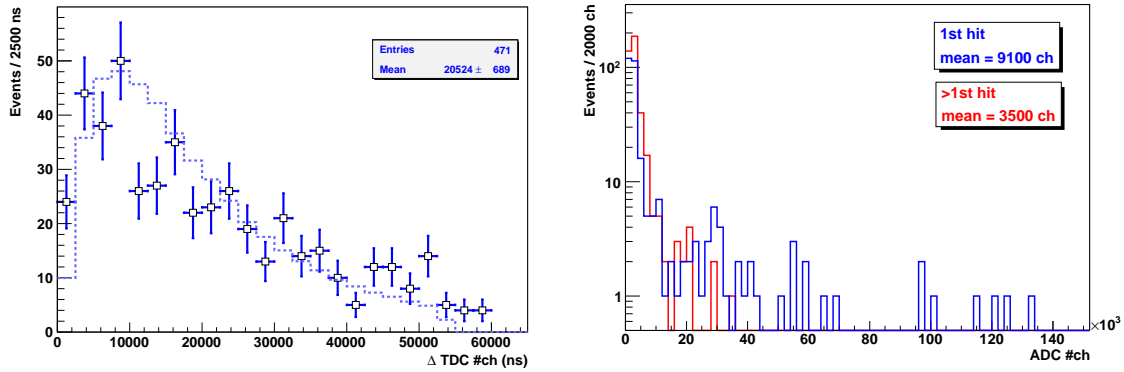 Events / 2500 ns
60
50
40
30
20
10
0
Entries 471
Mean 20524 ± 689
0 10000 20000 30000 40000 50000 60000
Δ TDC #ch (ns)
Events / 2000 ch
10²
10
1
1st hit
mean = 9100 ch
>1st hit
mean = 3500 ch
0 20 40 60 80 100 120 140
×10³
ADC #ch